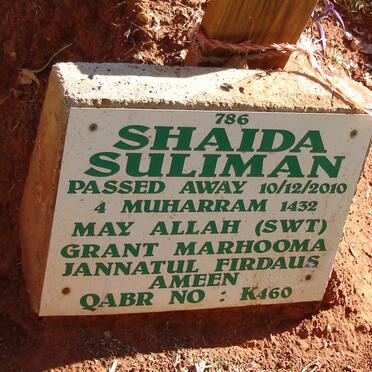 786
SHAIDA
SULIMAN
PASSED AWAY 10/12/2010
4 MUHARRAM 1432
MAY ALLAH (SWT)
GRANT MARHOOMA
JANNATUL FIRDAUS
AMEEN
QABR NO : K460